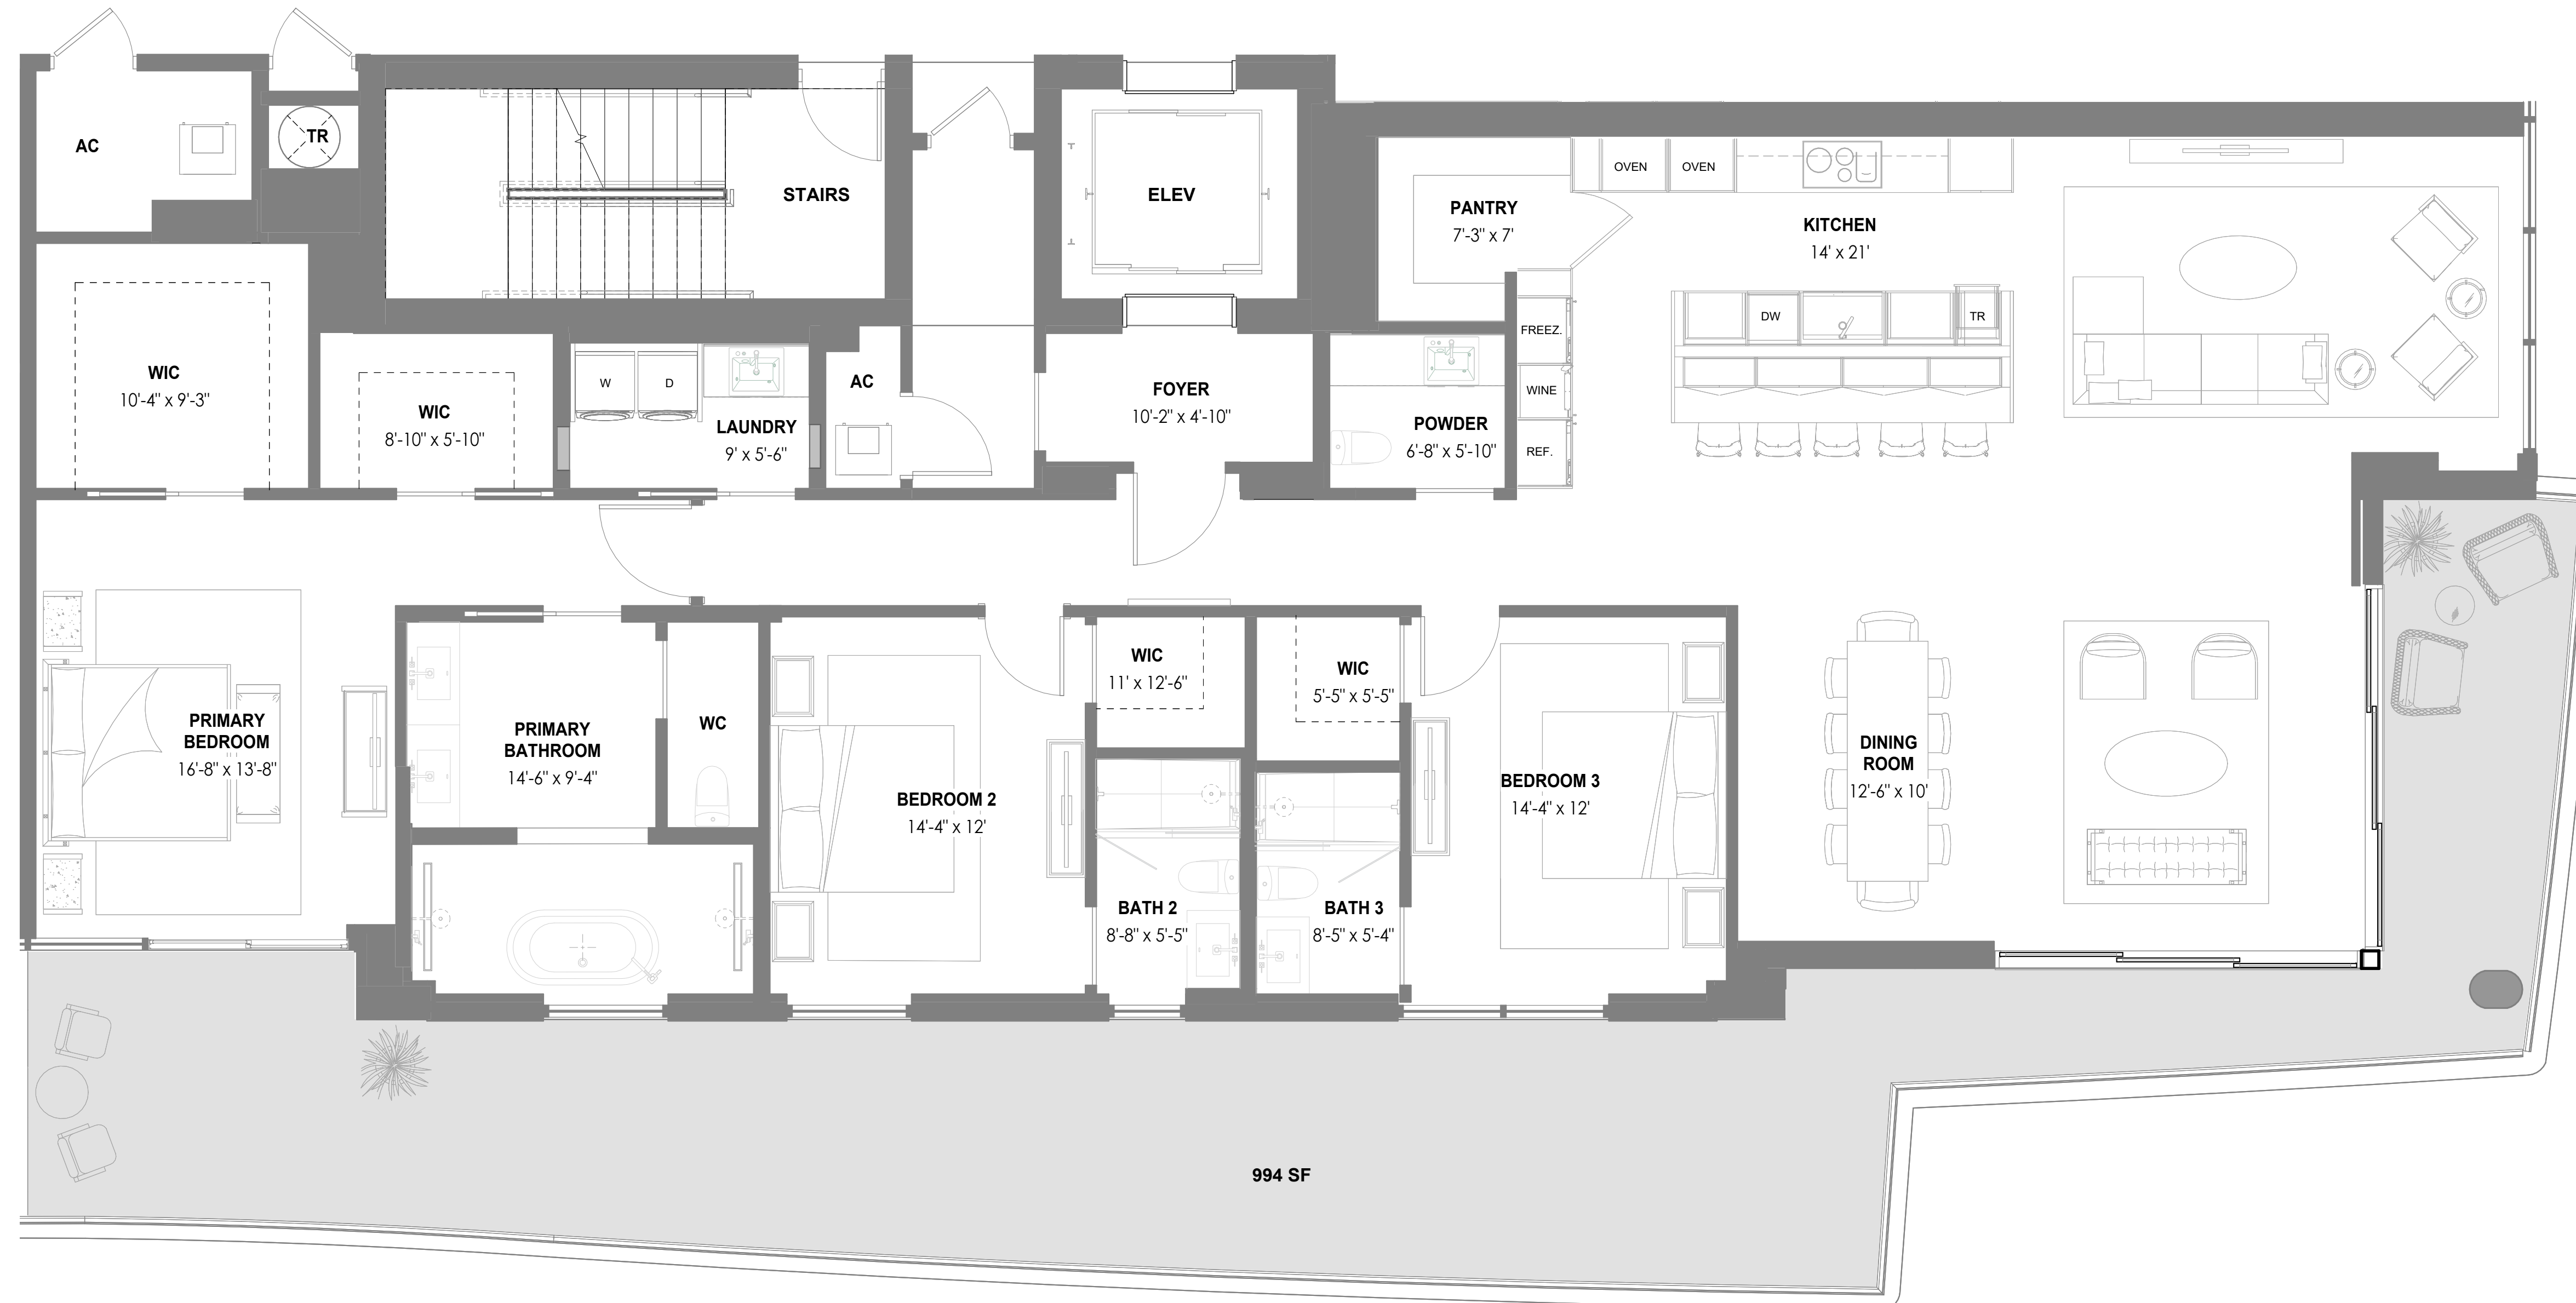 AC
TR
STAIRS
ELEV
PANTRY
7'-3" x 7'
OVEN
OVEN
KITCHEN
14' x 21'
DW
TR
FREEZ.
WINE
REF.
WIC
10'-4" x 9'-3"
WIC
8'-10" x 5'-10"
W
D
LAUNDRY
9' x 5'-6"
AC
FOYER
10'-2" x 4'-10"
POWDER
6'-8" x 5'-10"
PRIMARY
BEDROOM
16'-8" x 13'-8"
PRIMARY
BATHROOM
14'-6" x 9'-4"
WC
BEDROOM 2
14'-4" x 12'
WIC
11' x 12'-6"
WIC
5'-5" x 5'-5"
BATH 2
8'-8" x 5'-5"
BATH 3
8'-5" x 5'-4"
BEDROOM 3
14'-4" x 12'
DINING
ROOM
12'-6" x 10'
994 SF